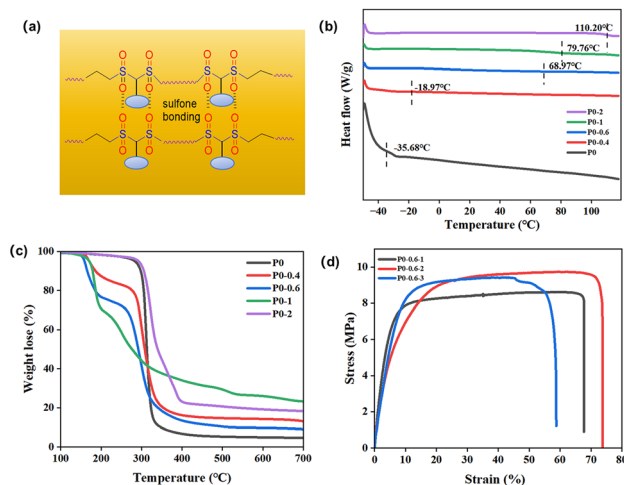 (a)
O O O O
S S S S
O O O O
sulfone
bonding
O O O O
S S S S
O O O O
(b)
Heat flow (W/g)
110.20℃
79.76℃
68.97℃
-18.97℃
-35.68℃
P0-2
P0-1
P0-0.6
P0-0.4
P0
−40 −20 0 20 40 60 80 100
Temperature (℃)
(c)
Weight lose (%)
100
80
60
40
20
0
P0
P0-0.4
P0-0.6
P0-1
P0-2
100 200 300 400 500 600 700
Temperature (℃)
(d)
Stress (MPa)
10
8
6
4
2
0
P0-0.6-1
P0-0.6-2
P0-0.6-3
0 10 20 30 40 50 60 70 80
Strain (%)